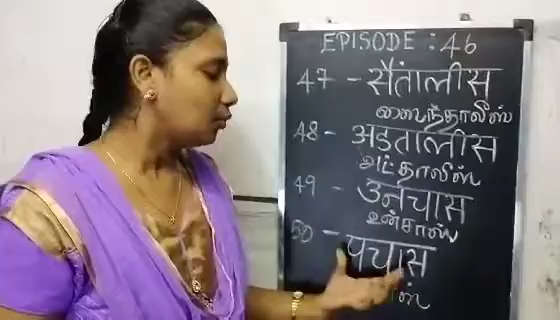 EPISODE : 46
47 - सैंतालीस
சைந்தாலீஸ்
48 - अड़तालीस
அட்தாலிஸ்
49 - उनचास
உன்சாஸ்
50 - पचास